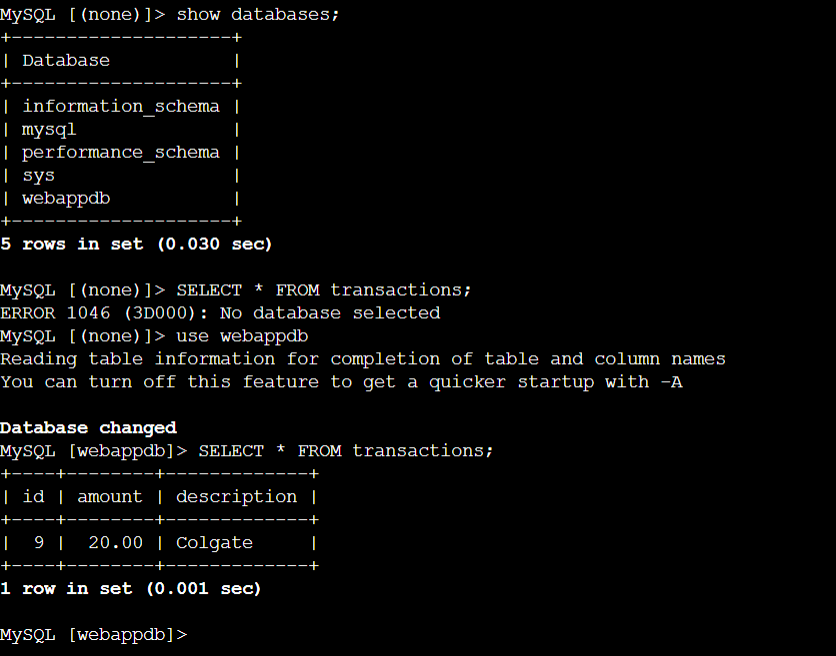 MySQL [(none)]> show databases;
+--------------------+
| Database           |
+--------------------+
| information_schema |
| mysql              |
| performance_schema |
| sys                |
| webappdb           |
+--------------------+
5 rows in set (0.030 sec)

MySQL [(none)]> SELECT * FROM transactions;
ERROR 1046 (3D000): No database selected
MySQL [(none)]> use webappdb
Reading table information for completion of table and column names
You can turn off this feature to get a quicker startup with -A

Database changed
MySQL [webappdb]> SELECT * FROM transactions;
+----+--------+-------------+
| id | amount | description |
+----+--------+-------------+
|  9 |  20.00 | Colgate     |
+----+--------+-------------+
1 row in set (0.001 sec)

MySQL [webappdb]>